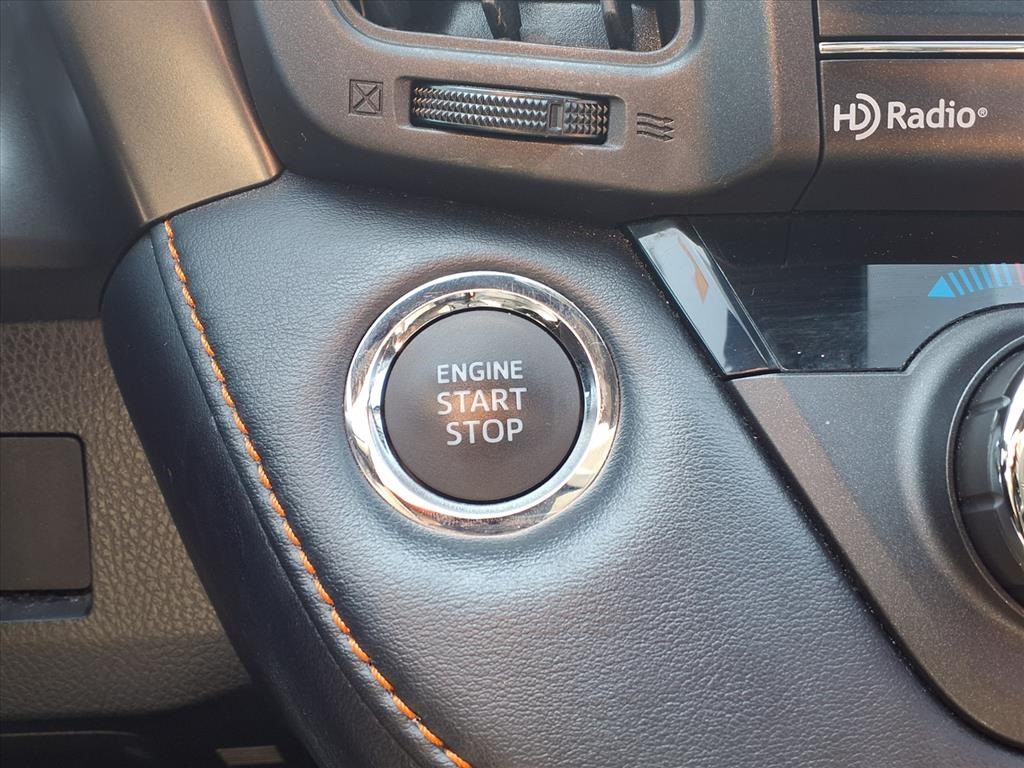 HD Radio®
ENGINE
START
STOP